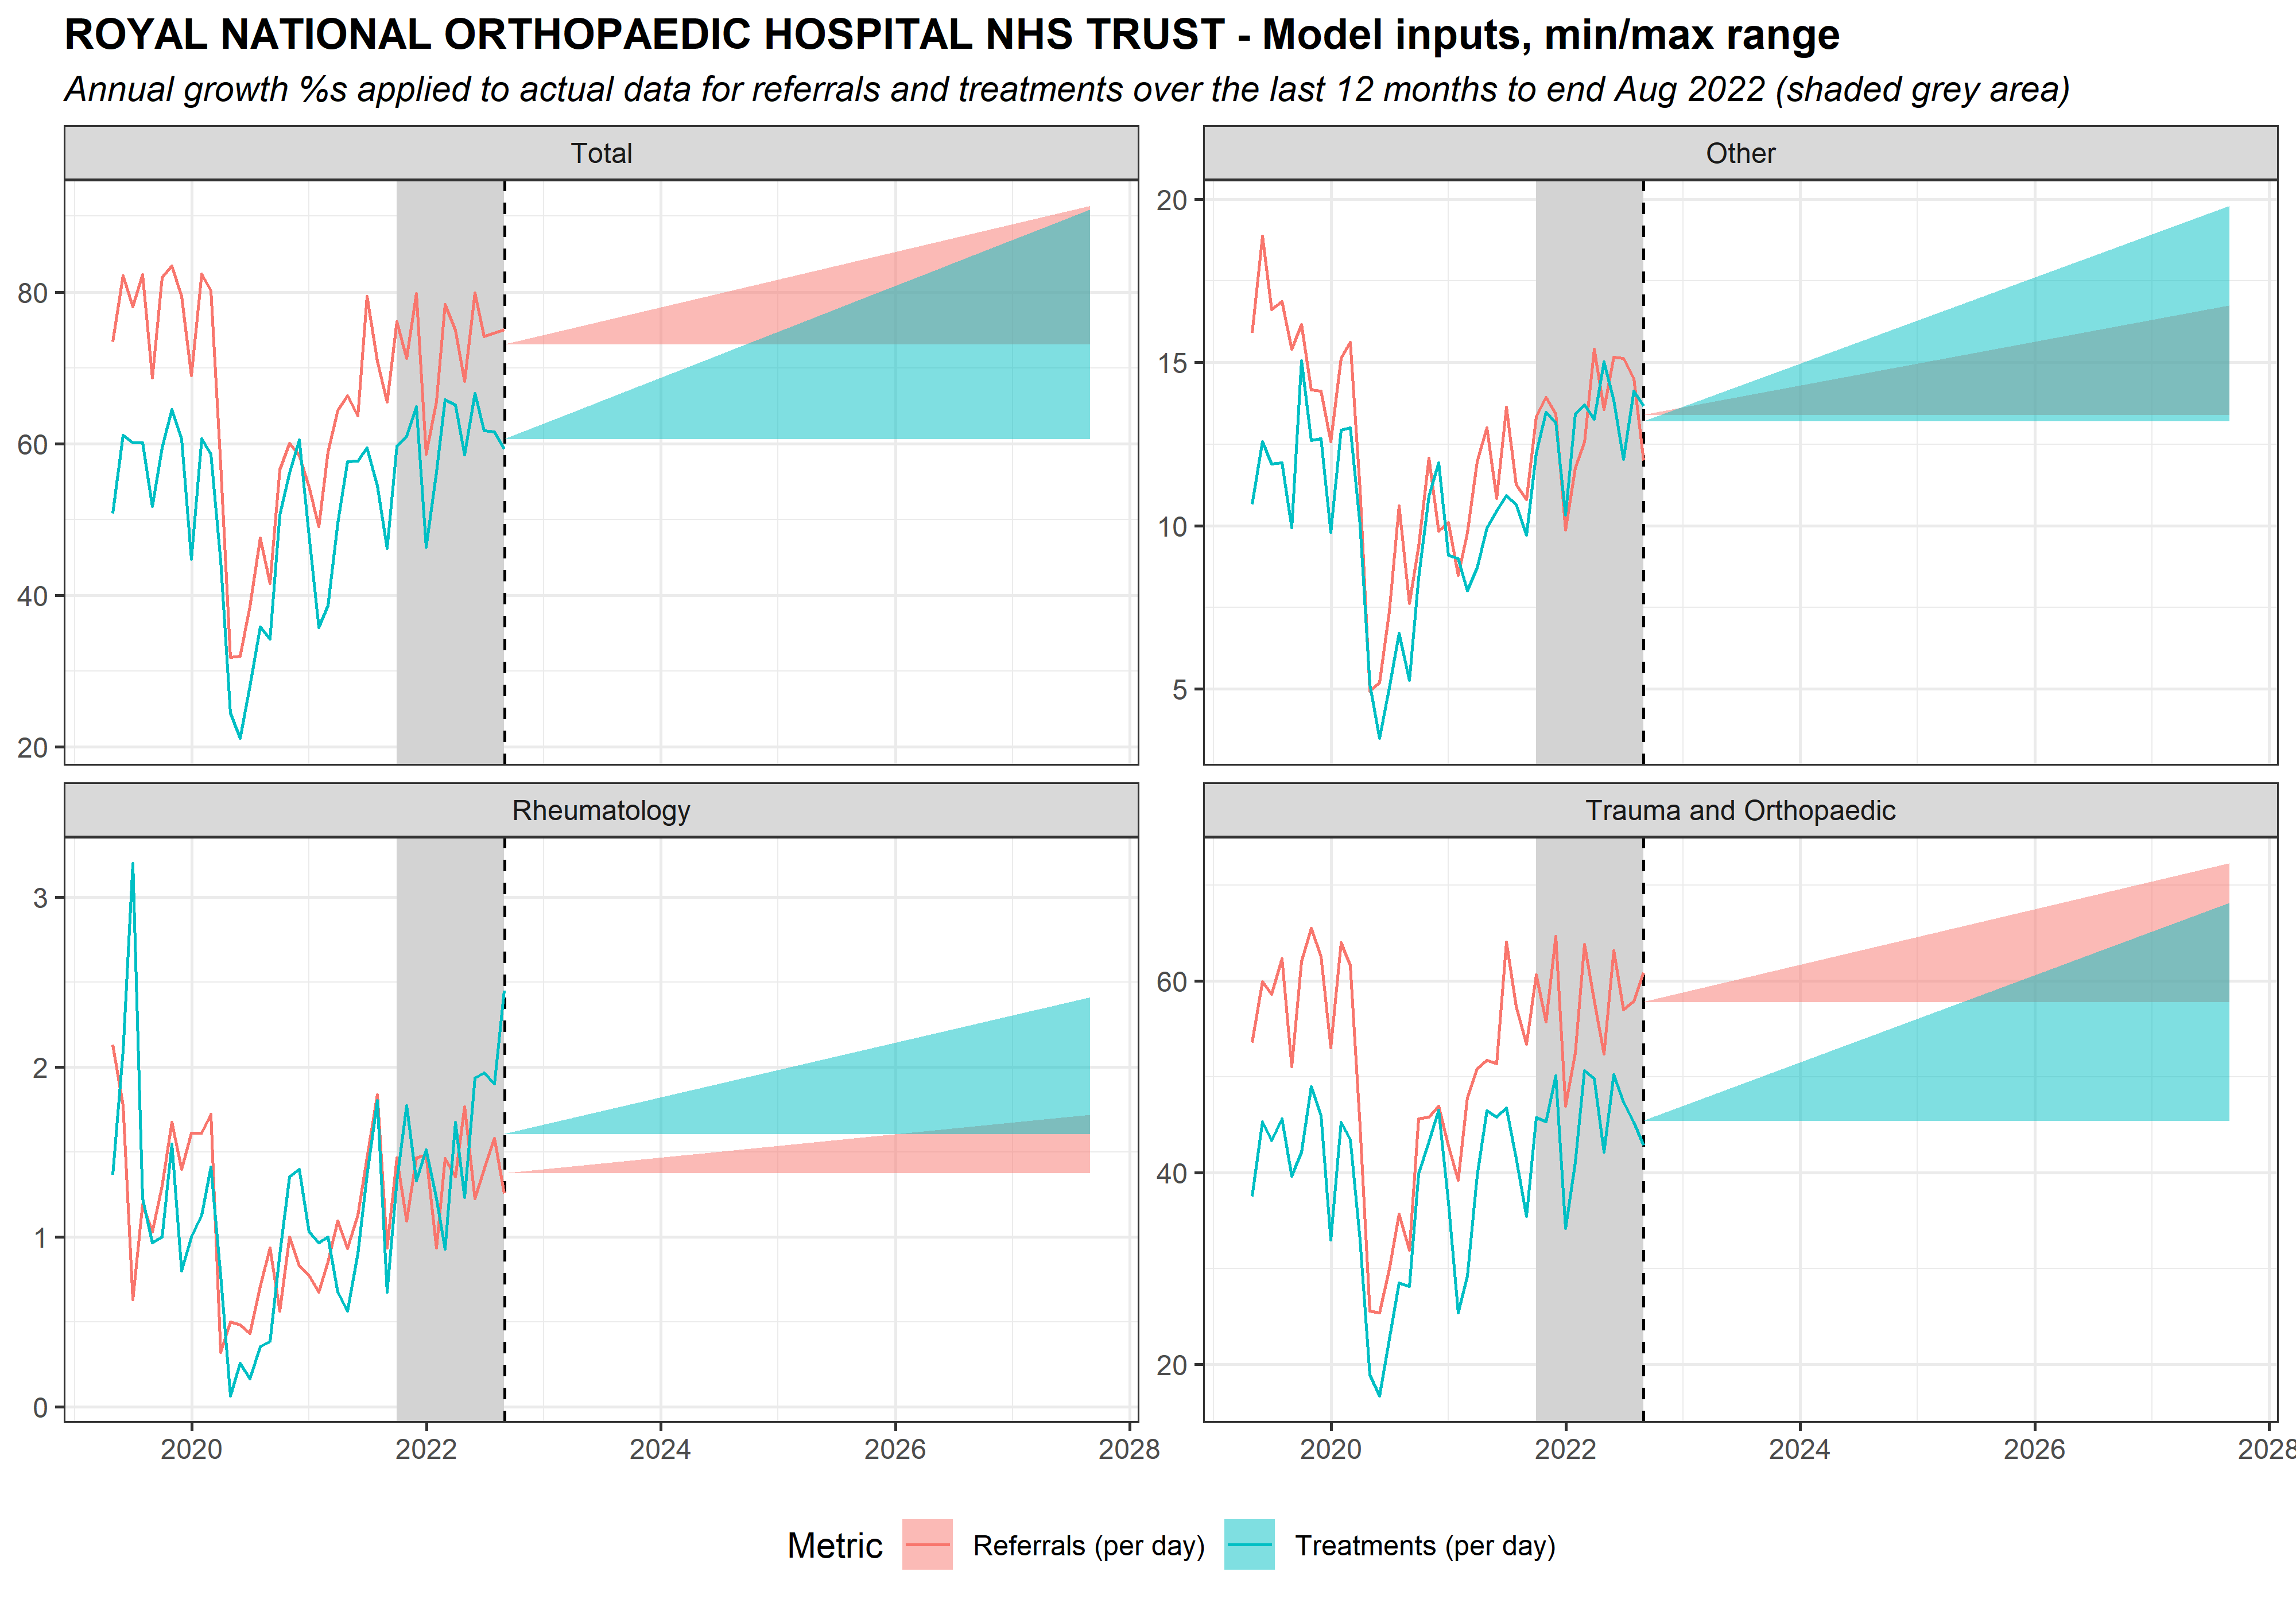 ROYAL NATIONAL ORTHOPAEDIC HOSPITAL NHS TRUST - Model inputs, min/max range
Annual growth %s applied to actual data for referrals and treatments over the last 12 months to end Aug 2022 (shaded grey area)
Total
80
60
40
20
Other
20
15
10
5
Rheumatology
3
2
1
0
2020 2022 2024 2026 2028
Trauma and Orthopaedic
60
40
20
2020 2022 2024 2026 2028
Metric Referrals (per day) Treatments (per day)